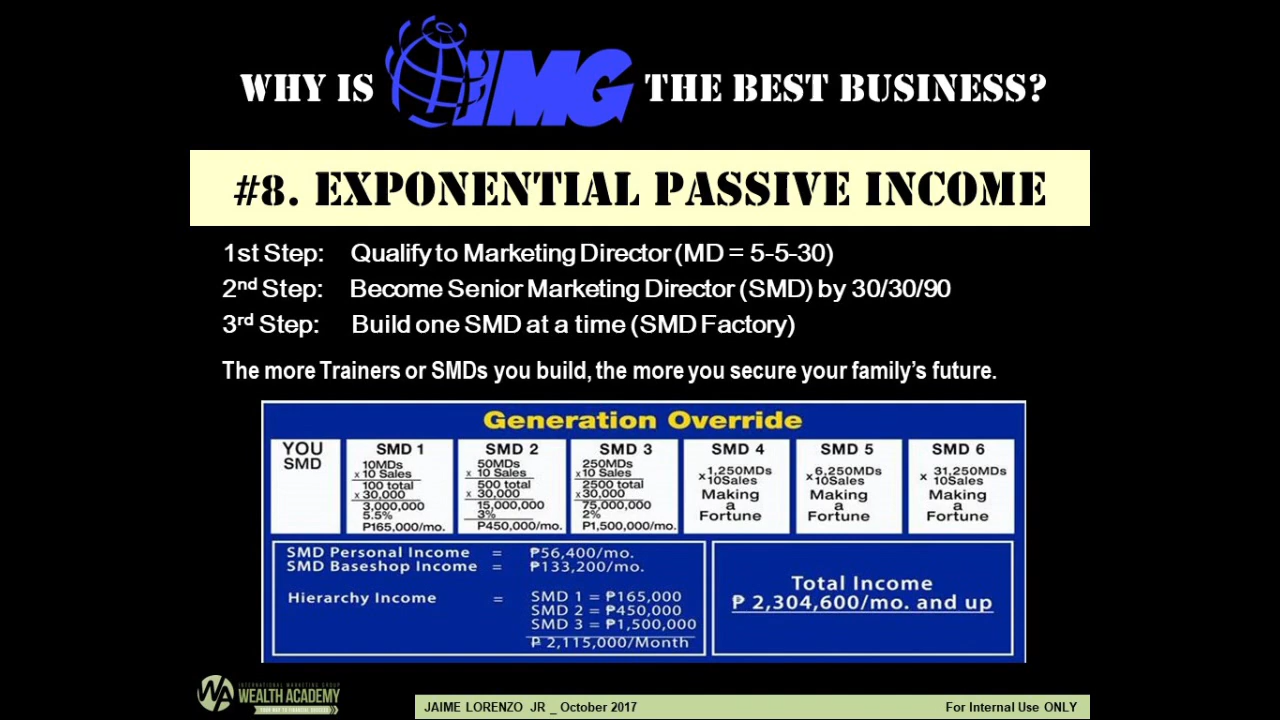 WHY IS IMG THE BEST BUSINESS?
#8. EXPONENTIAL PASSIVE INCOME
1st Step: Qualify to Marketing Director (MD = 5-5-30)
2nd Step: Become Senior Marketing Director (SMD) by 30/30/90
3rd Step: Build one SMD at a time (SMD Factory)
The more Trainers or SMDs you build, the more you secure your family's future.
Generation Override
YOU
SMD
SMD 1
10MDs
x 10 Sales
100 total
x 30,000
3,000,000
5.5%
P165,000/mo.
SMD 2
50MDs
x 10 Sales
500 total
x 30,000
15,000,000
3%
P450,000/mo.
SMD 3
250MDs
x 10 Sales
2500 total
x 30,000
75,000,000
2%
P1,500,000/mo.
SMD 4
1,250MDs
x 10Sales
Making
a
Fortune
SMD 5
6,250MDs
x 10Sales
Making
a
Fortune
SMD 6
31,250MDs
x 10Sales
Making
a
Fortune
SMD Personal Income = ₱56,400/mo.
SMD Baseshop Income = ₱133,200/mo.
Hierarchy Income = SMD 1 = ₱165,000
SMD 2 = ₱450,000
SMD 3 = ₱1,500,000
₱ 2,115,000/Month
Total Income
₱ 2,304,600/mo. and up
INTERNATIONAL MARKETING GROUP
WA WEALTH ACADEMY
YOUR WAY TO FINANCIAL SUCCESS
JAIME LORENZO JR _ October 2017
For Internal Use ONLY